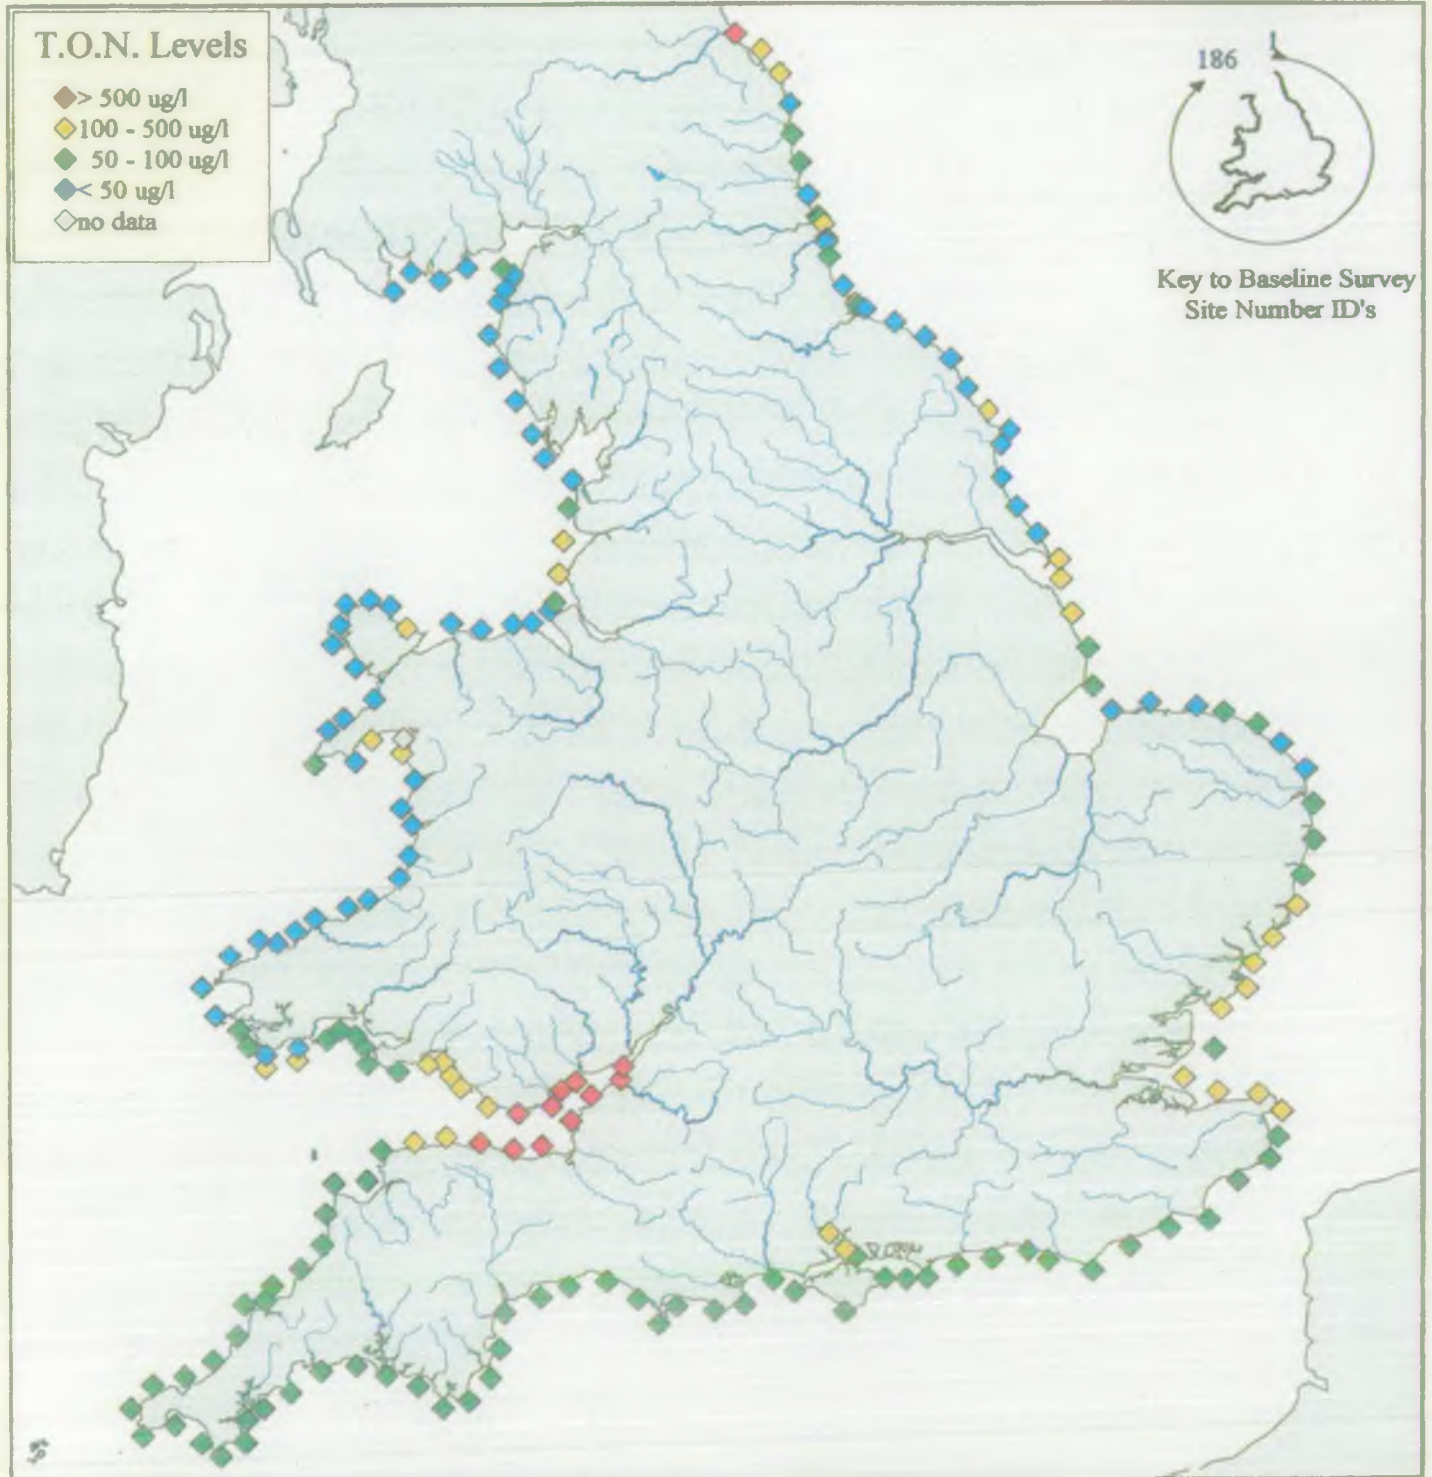 T.O.N. Levels
> 500 ug/l
100 - 500 ug/l
50 - 100 ug/l
< 50 ug/l
no data
1
186
Key to Baseline Survey
Site Number ID's